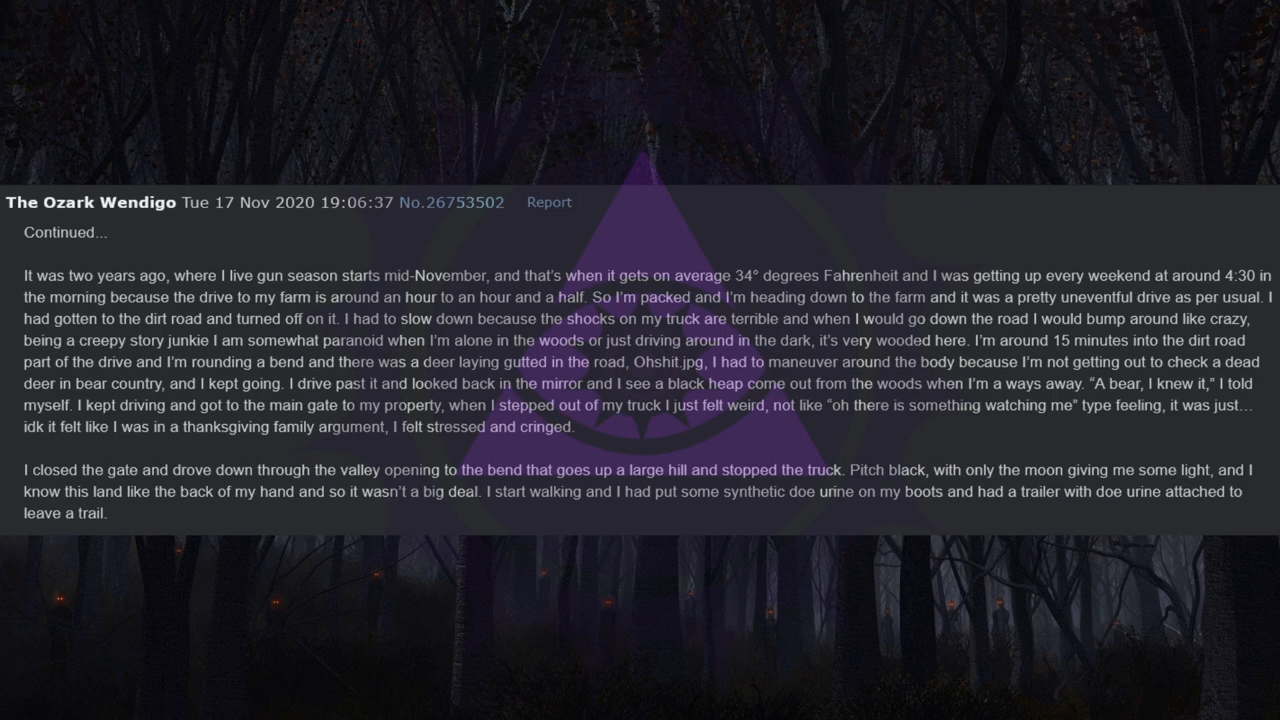 The Ozark Wendigo Tue 17 Nov 2020 19:06:37 No.26753502 Report
Continued...
It was two years ago, where I live gun season starts mid-November, and that’s when it gets on average 34° degrees Fahrenheit and I was getting up every weekend at around 4:30 in
the morning because the drive to my farm is around an hour to an hour and a half. So I’m packed and I’m heading down to the farm and it was a pretty uneventful drive as per usual. I
had gotten to the dirt road and turned off on it. I had to slow down because the shocks on my truck are terrible and when I would go down the road I would bump around like crazy,
being a creepy story junkie I am somewhat paranoid when I’m alone in the woods or just driving around in the dark, it’s very wooded here. I’m around 15 minutes into the dirt road
part of the drive and I’m rounding a bend and there was a deer laying gutted in the road, Ohshit.jpg, I had to maneuver around the body because I’m not getting out to check a dead
deer in bear country, and I kept going. I drive past it and looked back in the mirror and I see a black heap come out from the woods when I’m a ways away. “A bear, I knew it,” I told
myself. I kept driving and got to the main gate to my property, when I stepped out of my truck I just felt weird, not like “oh there is something watching me” type feeling, it was just…
idk it felt like I was in a thanksgiving family argument, I felt stressed and cringed.
I closed the gate and drove down through the valley opening to the bend that goes up a large hill and stopped the truck. Pitch black, with only the moon giving me some light, and I
know this land like the back of my hand and so it wasn’t a big deal. I start walking and I had put some synthetic doe urine on my boots and had a trailer with doe urine attached to
leave a trail.